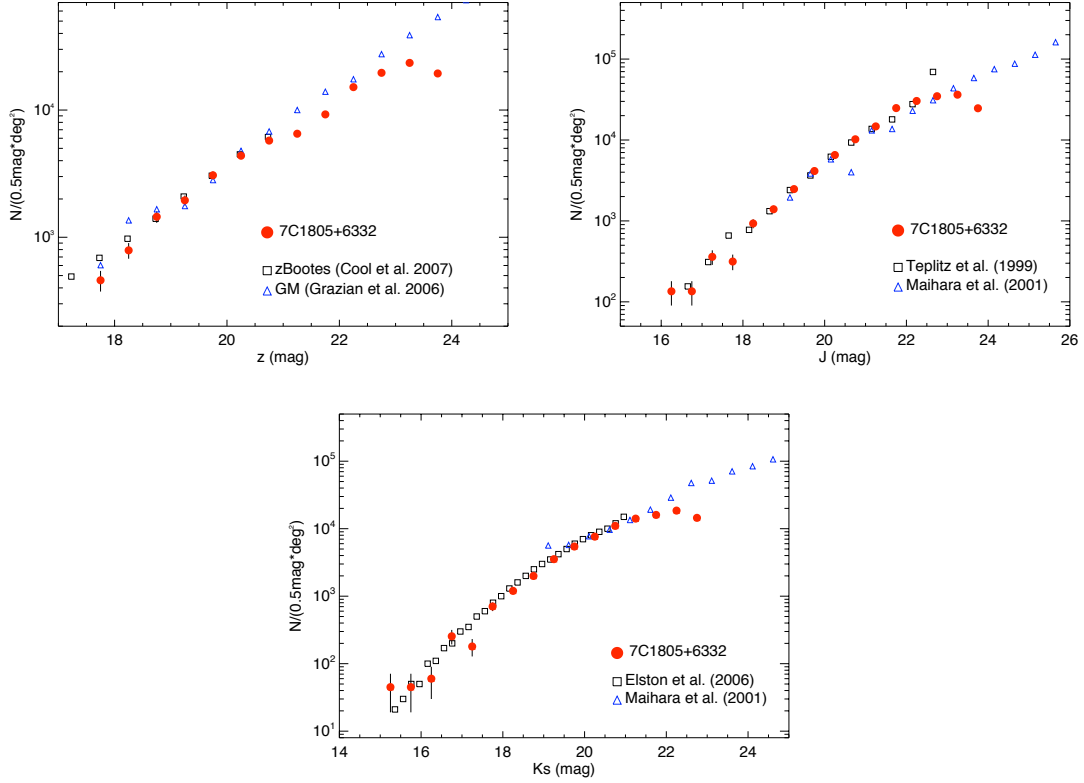 10⁴
10³
N/(0.5mag*deg²)
7C1805+6332
zBootes (Cool et al. 2007)
GM (Grazian et al. 2006)
18 20 22 24
z (mag)
10⁵
10⁴
10³
10²
N/(0.5mag*deg²)
7C1805+6332
Teplitz et al. (1999)
Maihara et al. (2001)
16 18 20 22 24 26
J (mag)
10⁵
10⁴
10³
10²
10¹
N/(0.5mag*deg²)
7C1805+6332
Elston et al. (2006)
Maihara et al. (2001)
14 16 18 20 22 24
Ks (mag)